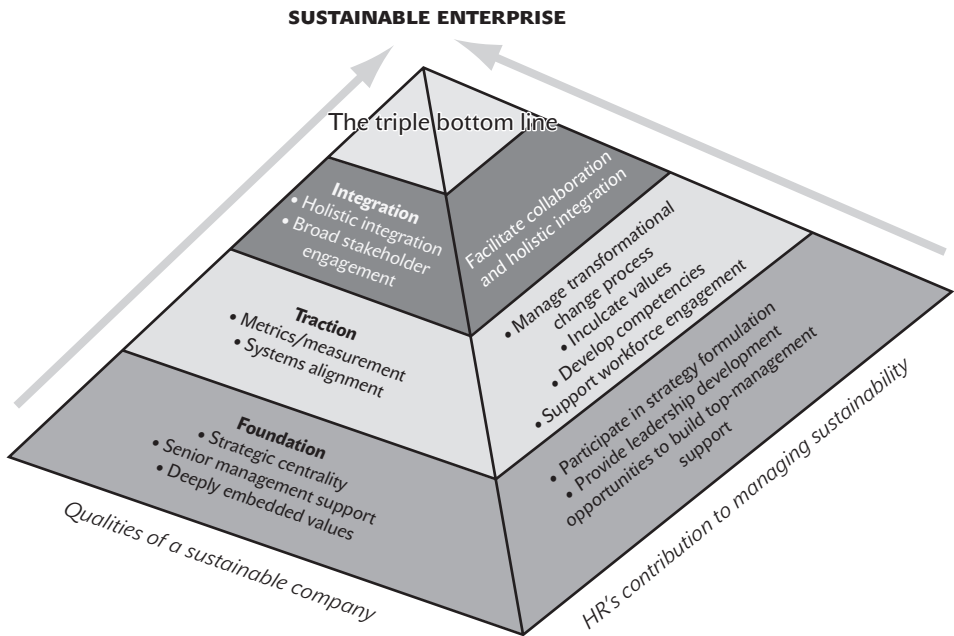 SUSTAINABLE ENTERPRISE
The triple bottom line
Integration
• Holistic integration
• Broad stakeholder
engagement
Facilitate collaboration
and holistic integration
Traction
• Metrics/measurement
• Systems alignment
• Manage transformational
change process
• Inculcate values
• Develop competencies
• Support workforce engagement
Foundation
• Strategic centrality
• Senior management support
• Deeply embedded values
• Participate in strategy formulation
• Provide leadership development
opportunities to build top-management
support
Qualities of a sustainable company
HR's contribution to managing sustainability